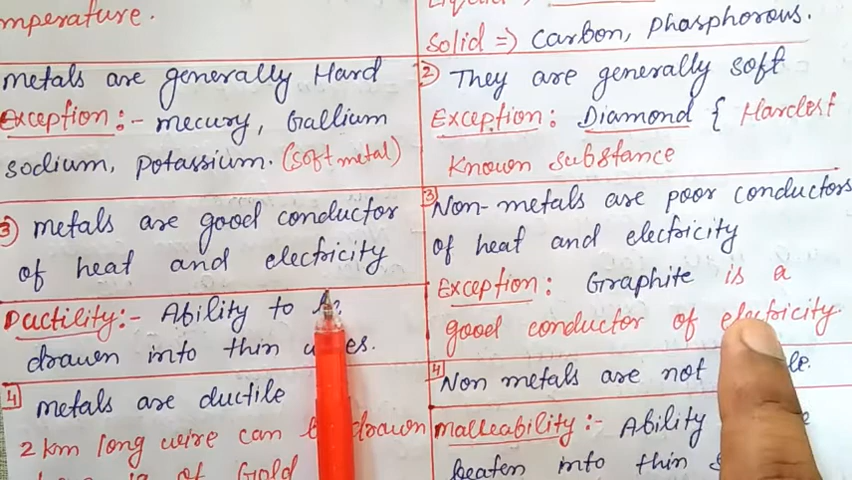 mperature.
metals are generally Hard
Exception:- mecury, Gallium
sodium, potassium. (soft metal)
③ metals are good conductor
of heat and electricity
Ductility:- Ability to
drawn into thin
4 metals are ductile
2 km long wire can drawn
of Gold
Solid => Carbon, phosphorous.
② They are generally soft
Exception: Diamond { Hardest
Known substance
3 Non-metals are poor conductors
of heat and electricity
Exception: Graphite is a
good conductor of electricity
4 Non metals are not
malleability:- Ability
beaten into thin